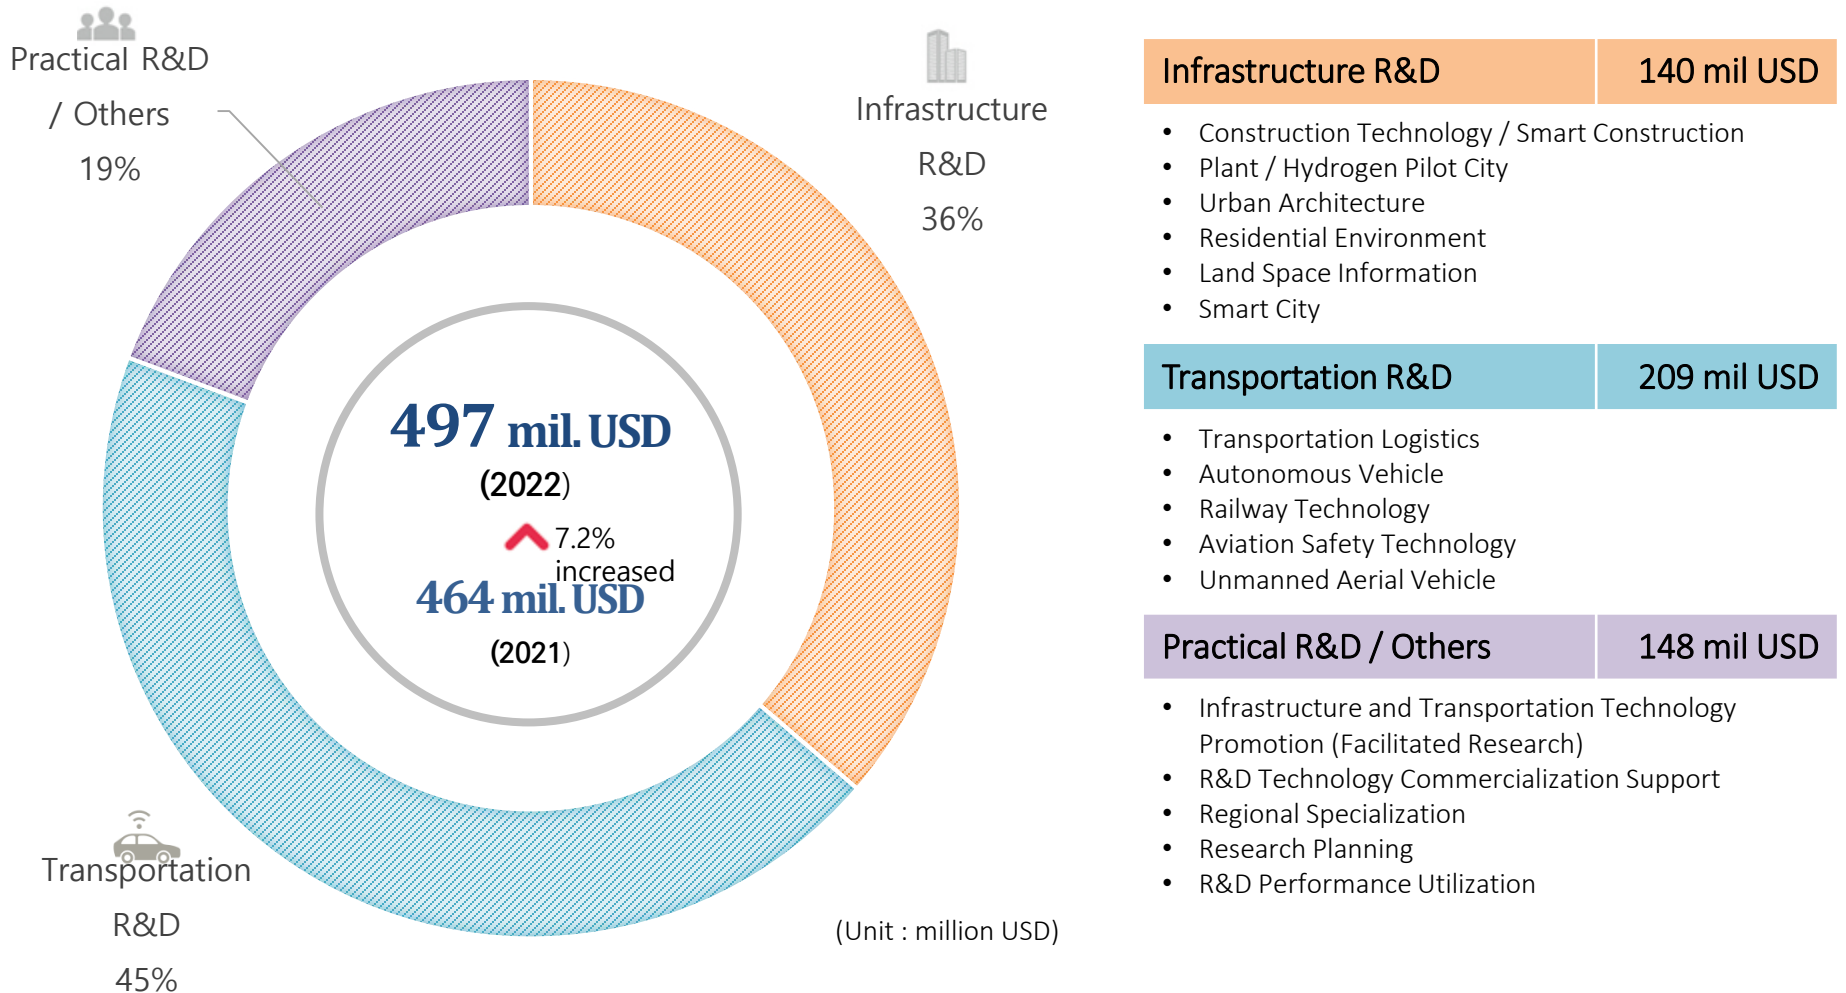 Practical R&D
/ Others
19%
Infrastructure
R&D
36%
497 mil. USD
(2022)
7.2%
increased
464 mil. USD
(2021)
Transportation
R&D
45%
(Unit : million USD)
Infrastructure R&D 140 mil USD
• Construction Technology / Smart Construction
• Plant / Hydrogen Pilot City
• Urban Architecture
• Residential Environment
• Land Space Information
• Smart City
Transportation R&D 209 mil USD
• Transportation Logistics
• Autonomous Vehicle
• Railway Technology
• Aviation Safety Technology
• Unmanned Aerial Vehicle
Practical R&D / Others 148 mil USD
• Infrastructure and Transportation Technology
Promotion (Facilitated Research)
• R&D Technology Commercialization Support
• Regional Specialization
• Research Planning
• R&D Performance Utilization